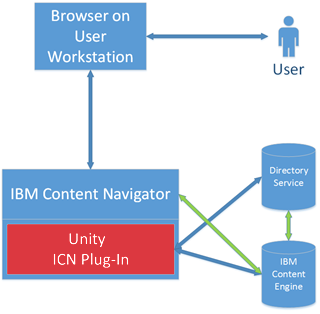 Browser on
User
Workstation
User
IBM Content Navigator
Unity
ICN Plug-In
Directory
Service
IBM
Content
Engine